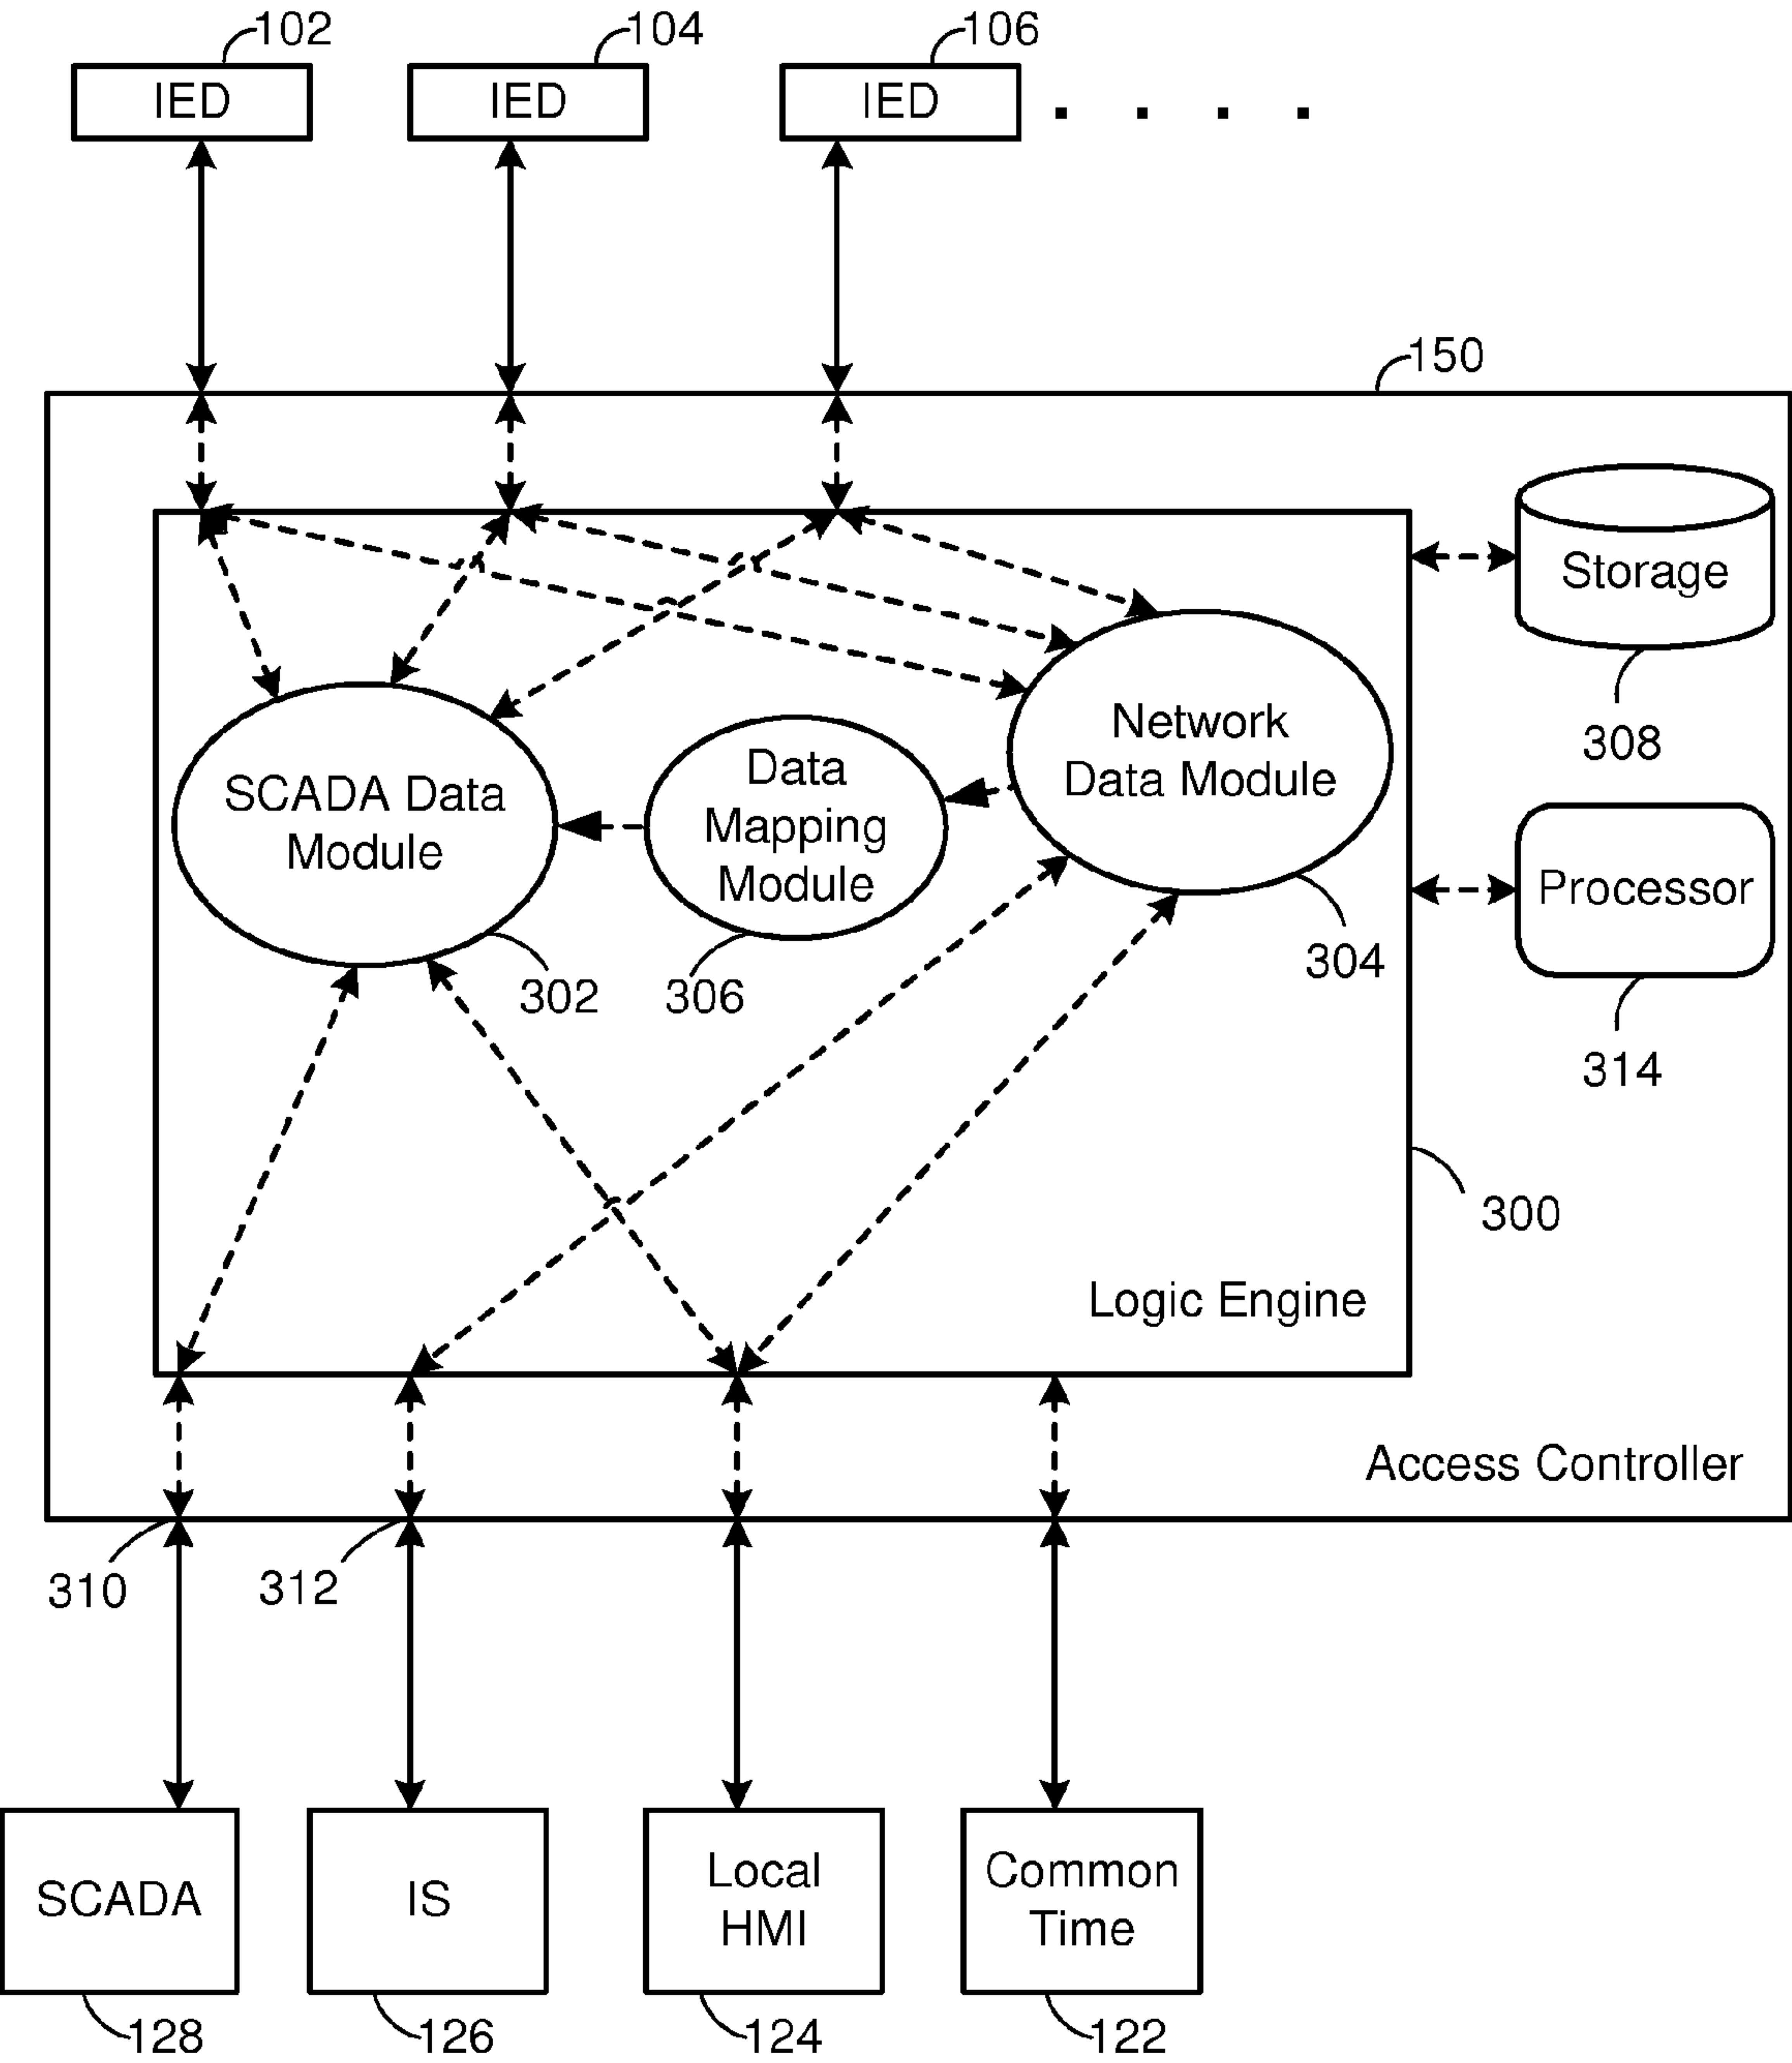 102
104
106
IED
IED
IED
. . . .
150
Storage
308
Network
Data Module
304
Data
Mapping
Module
306
SCADA Data
Module
302
Processor
314
300
Logic Engine
Access Controller
310
312
SCADA
IS
Local
HMI
Common
Time
128
126
124
122